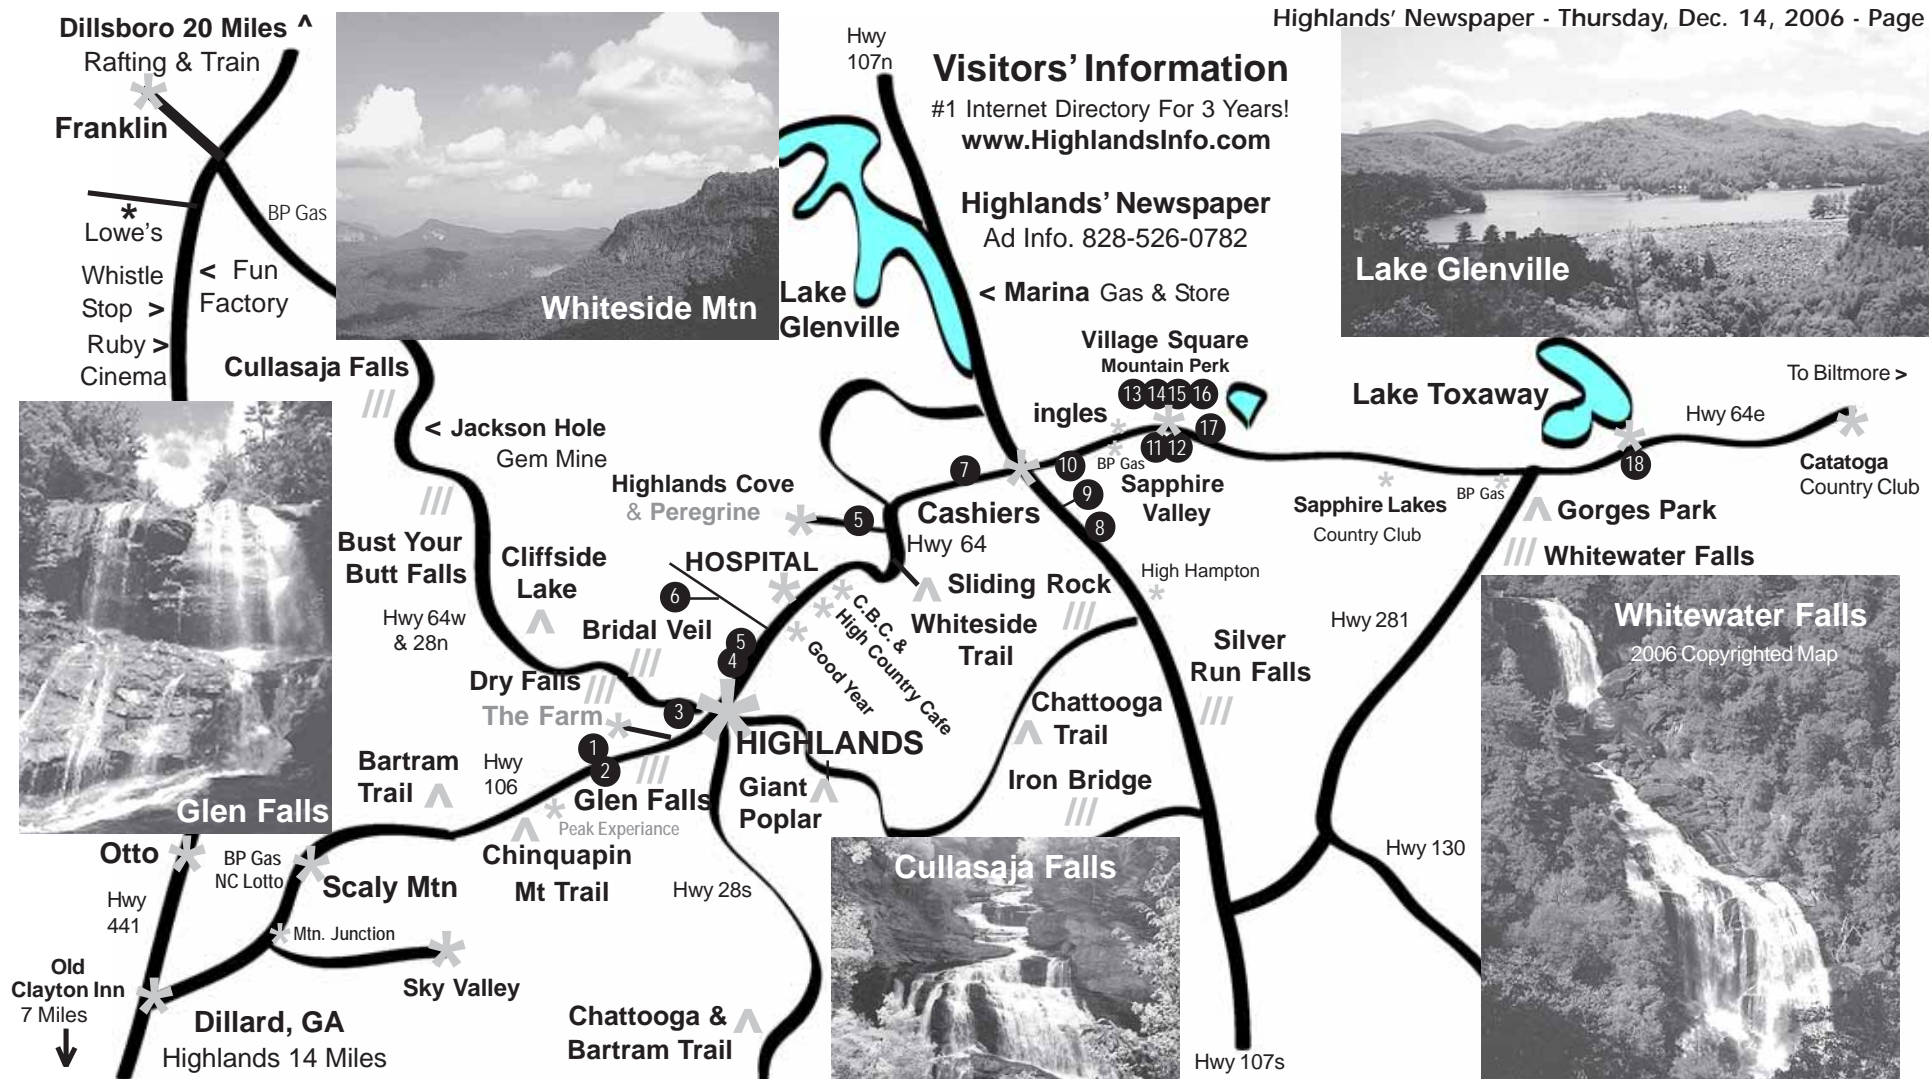 Highlands' Newspaper - Thursday, Dec. 14, 2006 - Page
Dillsboro 20 Miles ^
Rafting & Train
Franklin
BP Gas
*
Lowe's
Whistle
Stop >
< Fun
Factory
Ruby >
Cinema
Whiteside Mtn
Hwy
107n
Visitors' Information
#1 Internet Directory For 3 Years!
www.HighlandsInfo.com
Highlands' Newspaper
Ad Info. 828-526-0782
Lake
Glenville
< Marina Gas & Store
Lake Glenville
Village Square
Mountain Perk
13 14 15 16
ingles
17
11 12
BP Gas
10
Sapphire
Valley
9
8
7
Cashiers
Hwy 64
Lake Toxaway
To Biltmore >
Hwy 64e
18
Catatoga
Country Club
Sapphire Lakes
Country Club
BP Gas
Gorges Park
Whitewater Falls
Cullasaja Falls
< Jackson Hole
Gem Mine
Highlands Cove
& Peregrine
5
Bust Your
Butt Falls
Cliffside
Lake
HOSPITAL
6
Hwy 64w
& 28n
Bridal Veil
5
4
C.B.C. &
High Country Cafe
Good Year
Sliding Rock
Whiteside
Trail
High Hampton
Silver
Run Falls
Hwy 281
Whitewater Falls
2006 Copyrighted Map
Dry Falls
The Farm
3
HIGHLANDS
1
2
Bartram
Trail
Hwy
106
Glen Falls
Peak Experiance
Giant
Poplar
Chattooga
Trail
Iron Bridge
Glen Falls
Chinquapin
Mt Trail
Hwy 28s
Cullasaja Falls
Hwy 130
Otto
BP Gas
NC Lotto
Scaly Mtn
Hwy
441
Mtn. Junction
Sky Valley
Old
Clayton Inn
7 Miles
Dillard, GA
Highlands 14 Miles
Chattooga &
Bartram Trail
Hwy 107s